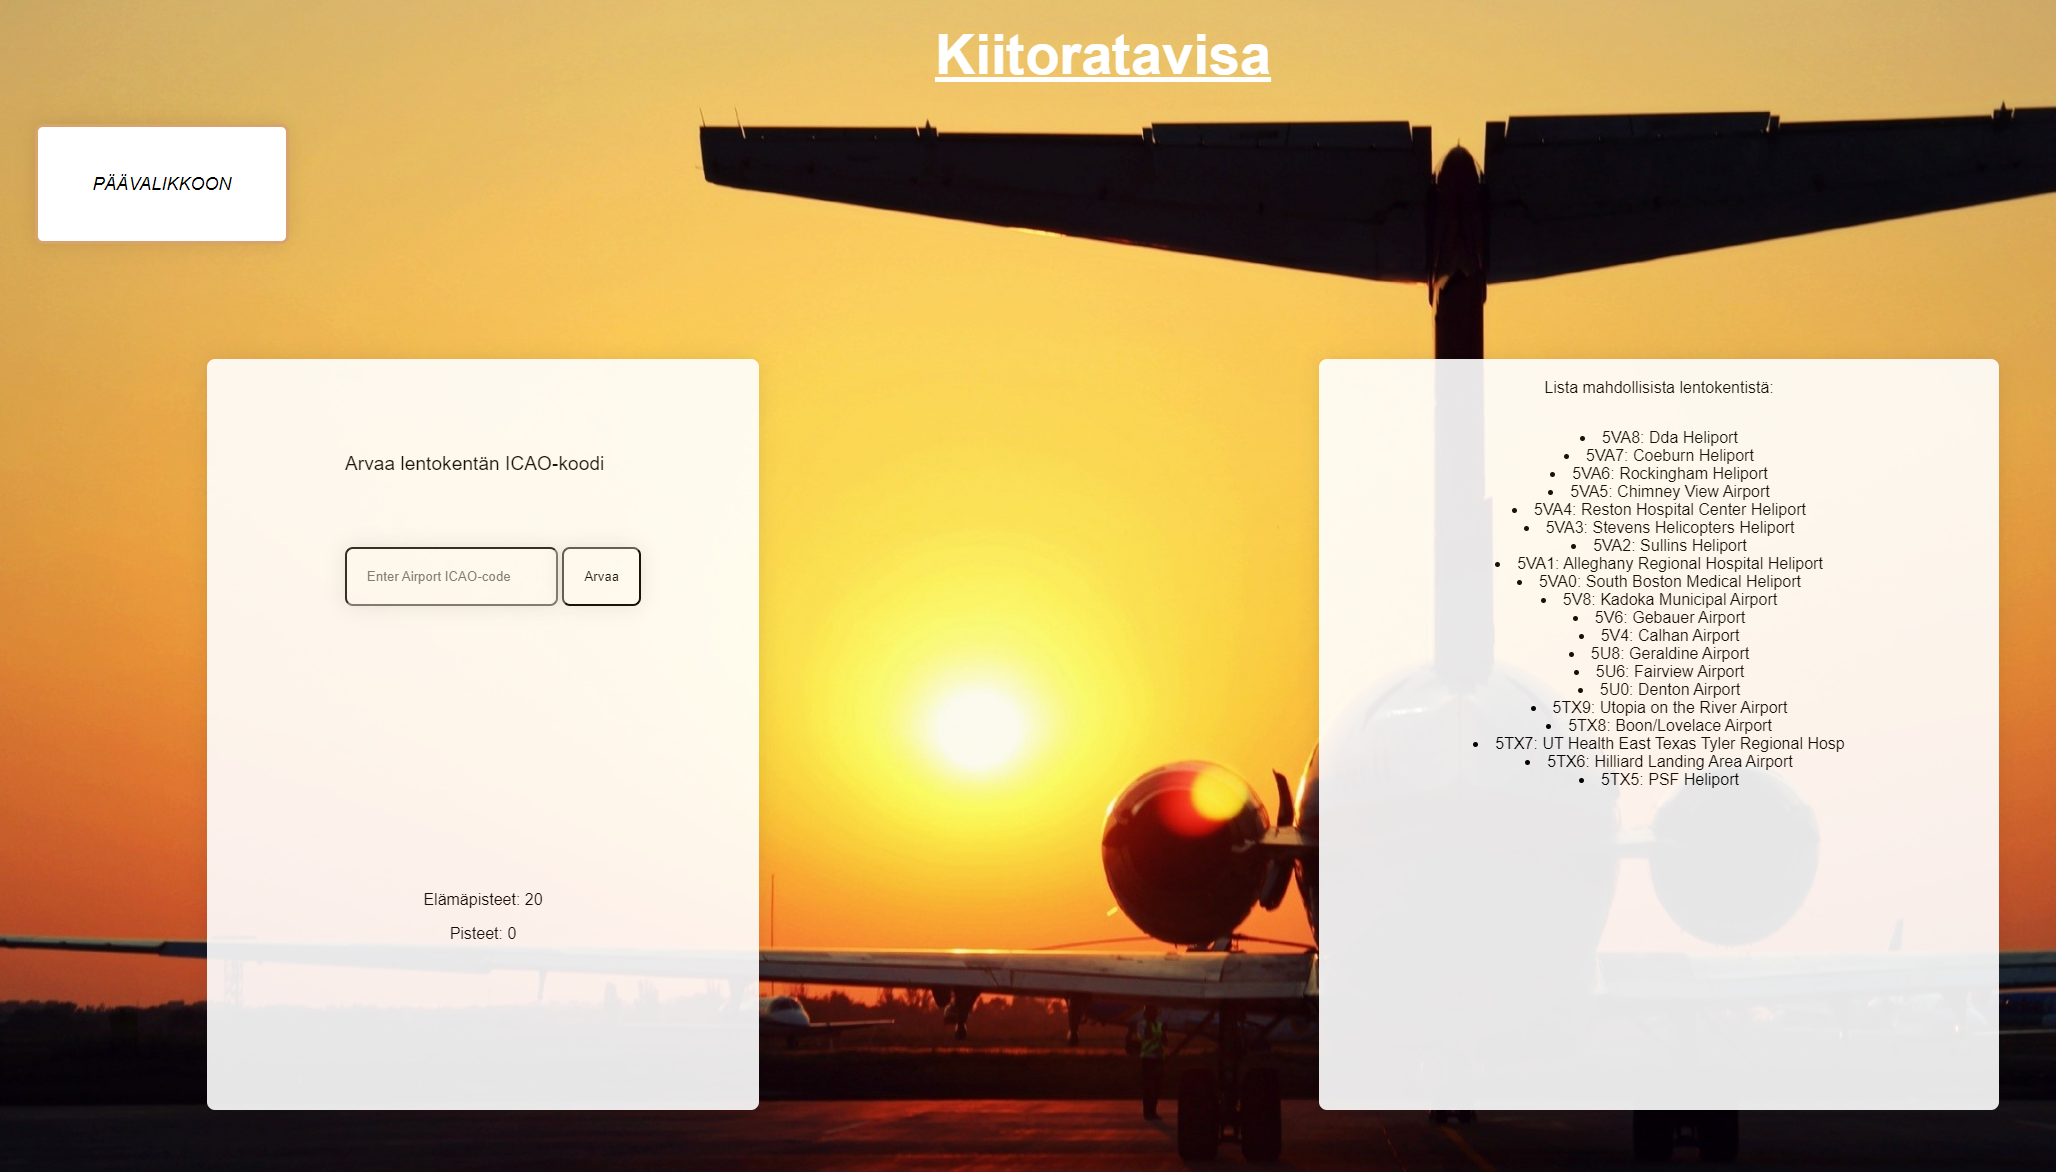 Kiitoratavisa
PÄÄVALIKKOON
Arvaa lentokentän ICAO-koodi
Enter Airport ICAO-code
Arvaa
Elämäpisteet: 20
Pisteet: 0
Lista mahdollisista lentokentistä:
• 5VA8: Dda Heliport
• 5VA7: Coeburn Heliport
• 5VA6: Rockingham Heliport
• 5VA5: Chimney View Airport
• 5VA4: Reston Hospital Center Heliport
• 5VA3: Stevens Helicopters Heliport
• 5VA2: Sullins Heliport
• 5VA1: Alleghany Regional Hospital Heliport
• 5VA0: South Boston Medical Heliport
• 5V8: Kadoka Municipal Airport
• 5V6: Gebauer Airport
• 5V4: Calhan Airport
• 5U8: Geraldine Airport
• 5U6: Fairview Airport
• 5U0: Denton Airport
• 5TX9: Utopia on the River Airport
• 5TX8: Boon/Lovelace Airport
• 5TX7: UT Health East Texas Tyler Regional Hosp
• 5TX6: Hilliard Landing Area Airport
• 5TX5: PSF Heliport